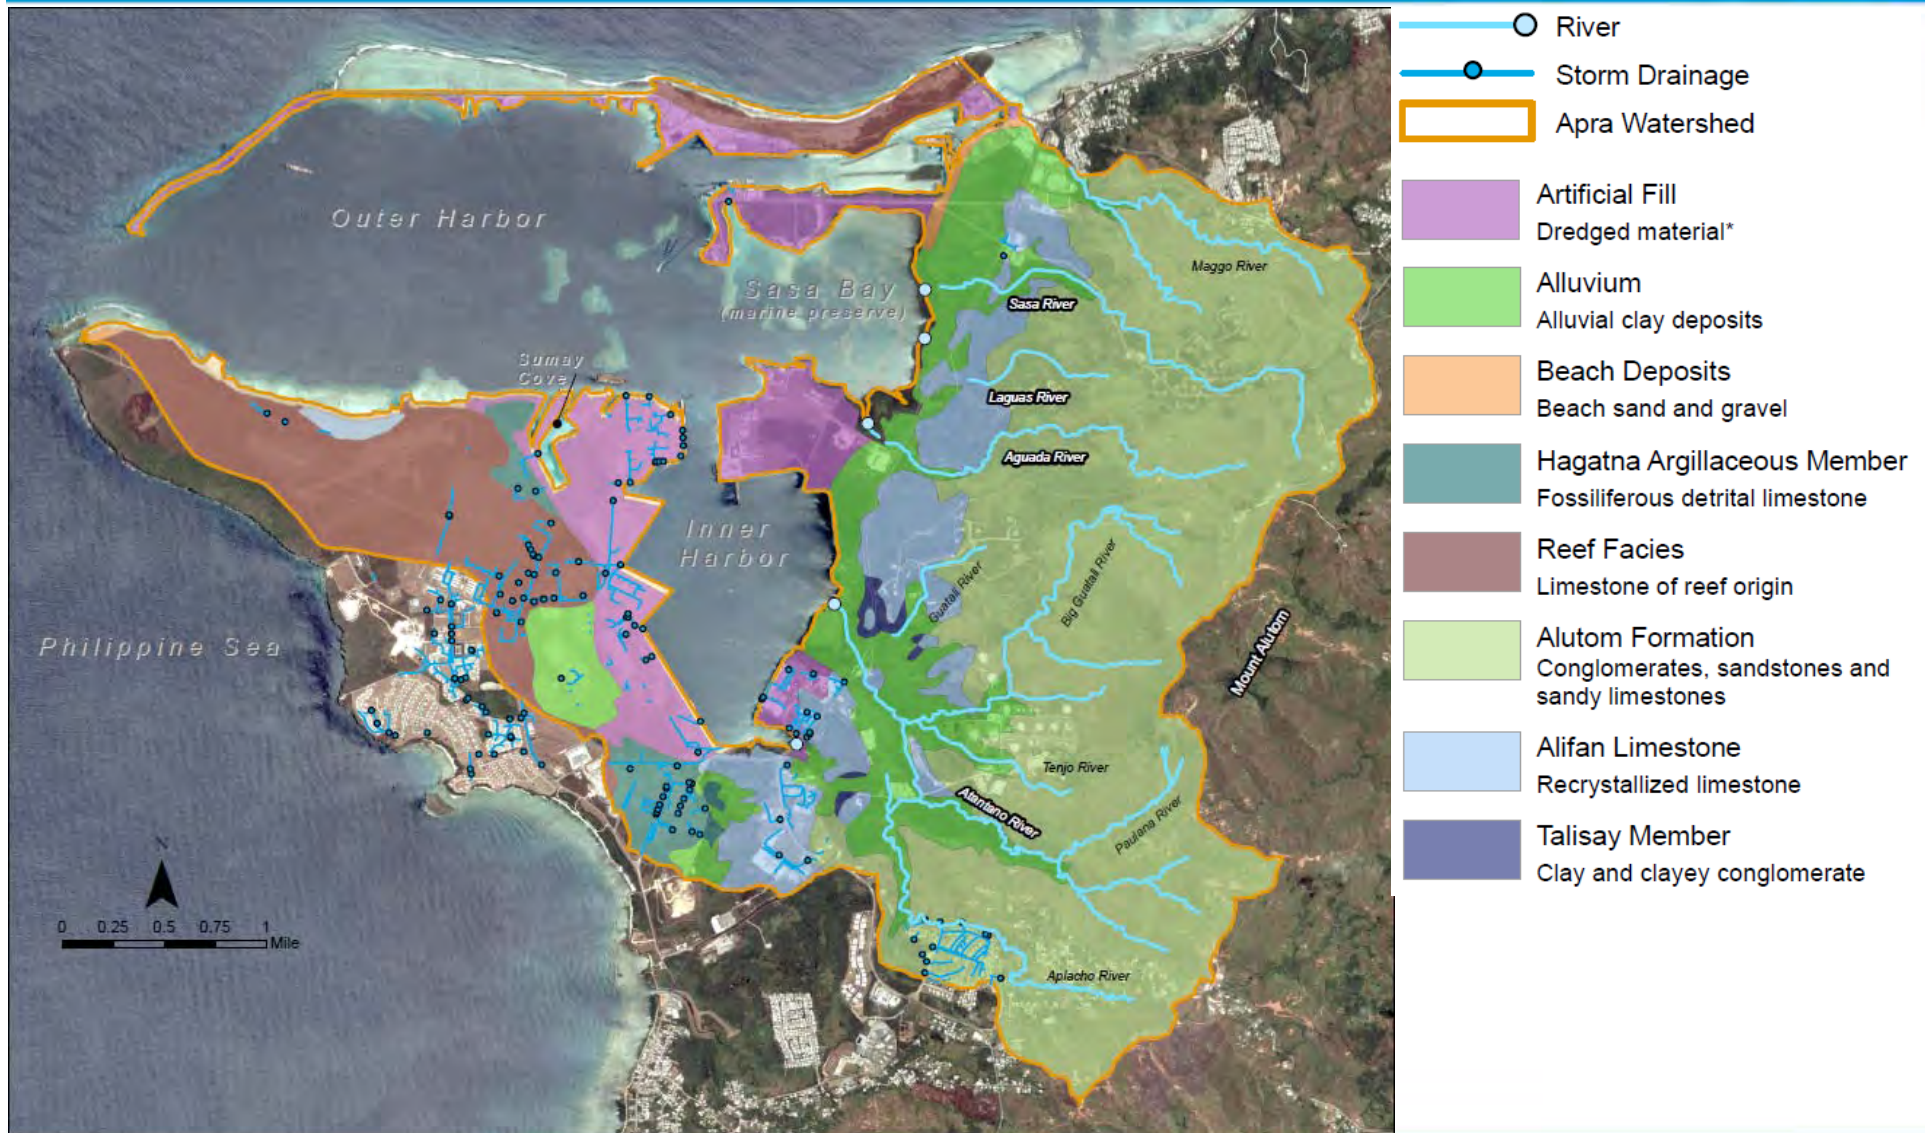 Outer Harbor
Sasa Bay
(marine preserve)
Sumay
Cove
Inner
Harbor
Philippine Sea
Maggo River
Sasa River
Laguas River
Aguada River
Guatali River
Big Guatali River
Mount Alutom
Tenjo River
Atantano River
Paulana River
Aplacho River
N
0 0.25 0.5 0.75 1
Mile
River
Storm Drainage
Apra Watershed
Artificial Fill
Dredged material*
Alluvium
Alluvial clay deposits
Beach Deposits
Beach sand and gravel
Hagatna Argillaceous Member
Fossiliferous detrital limestone
Reef Facies
Limestone of reef origin
Alutom Formation
Conglomerates, sandstones and
sandy limestones
Alifan Limestone
Recrystallized limestone
Talisay Member
Clay and clayey conglomerate